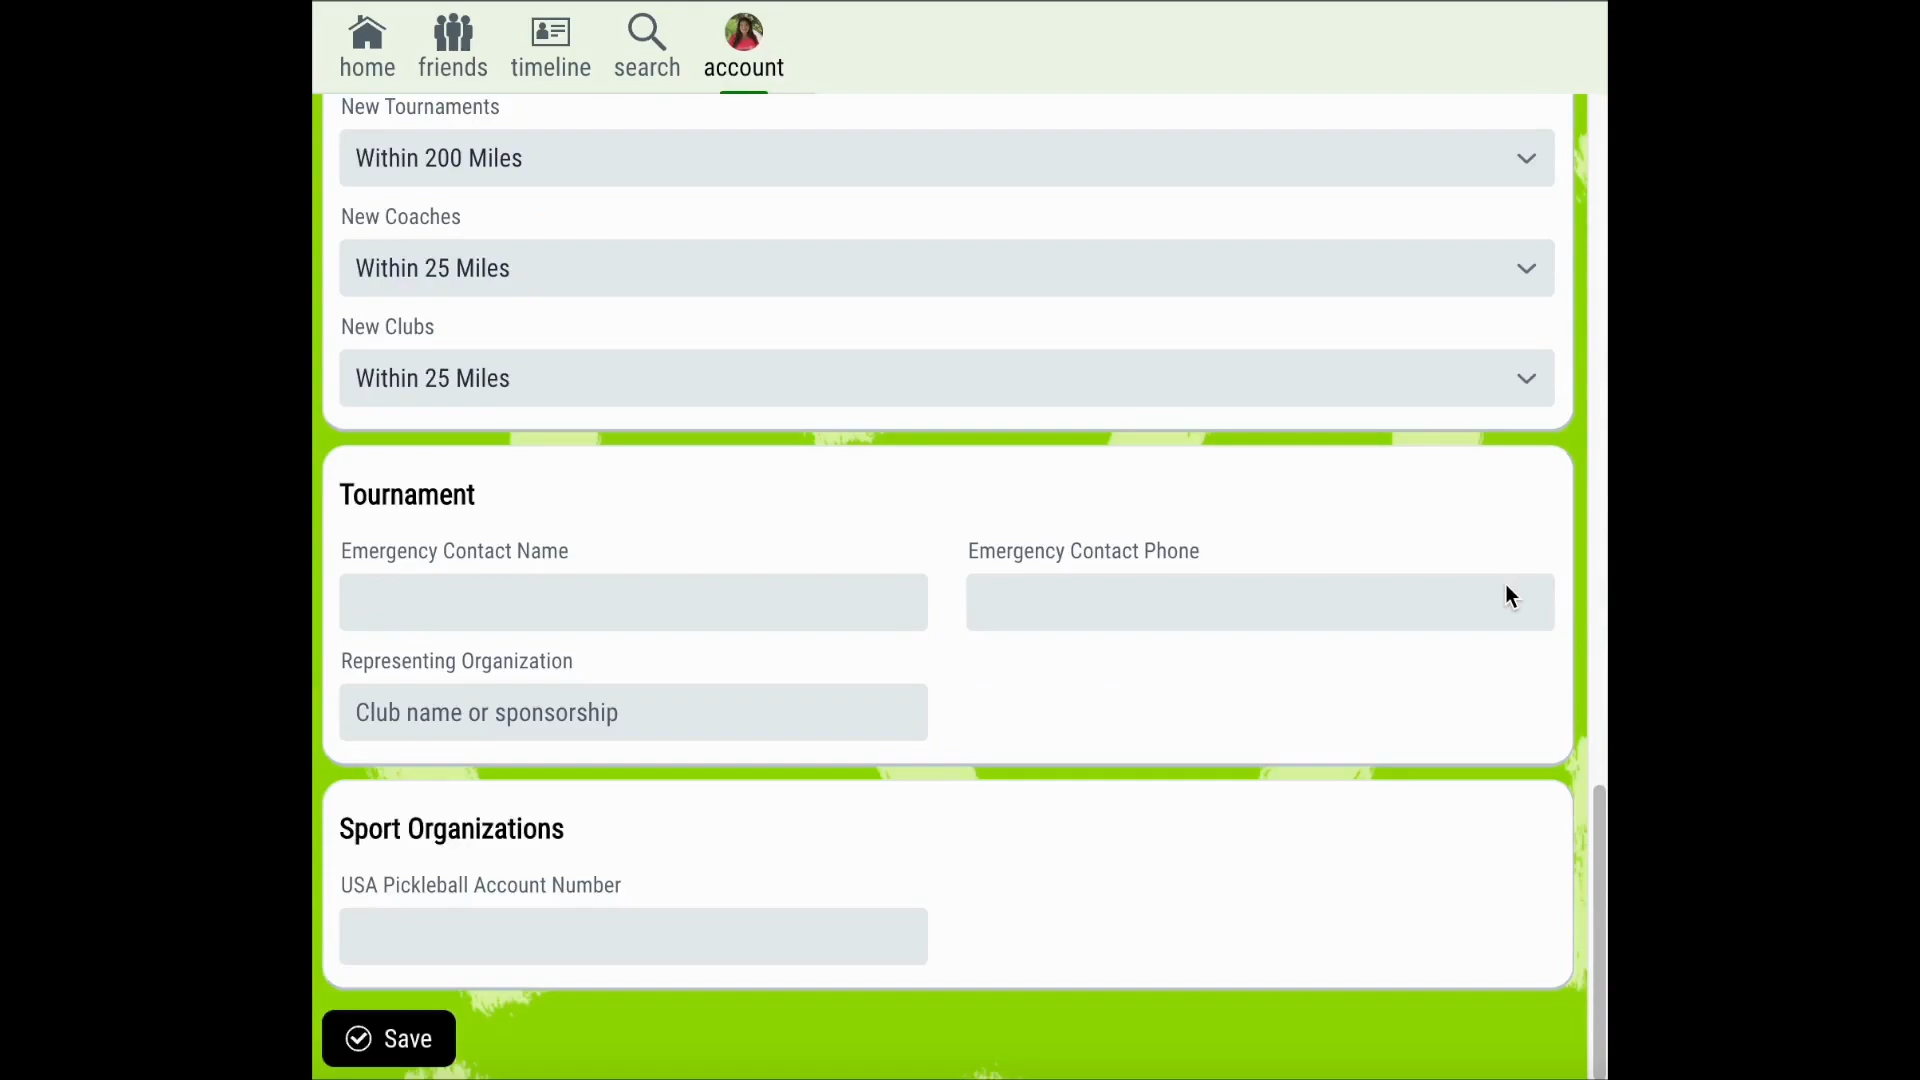 home friends timeline search account
New Tournaments
Within 200 Miles
New Coaches
Within 25 Miles
New Clubs
Within 25 Miles
Tournament
Emergency Contact Name Emergency Contact Phone
Representing Organization
Club name or sponsorship
Sport Organizations
USA Pickleball Account Number
Save